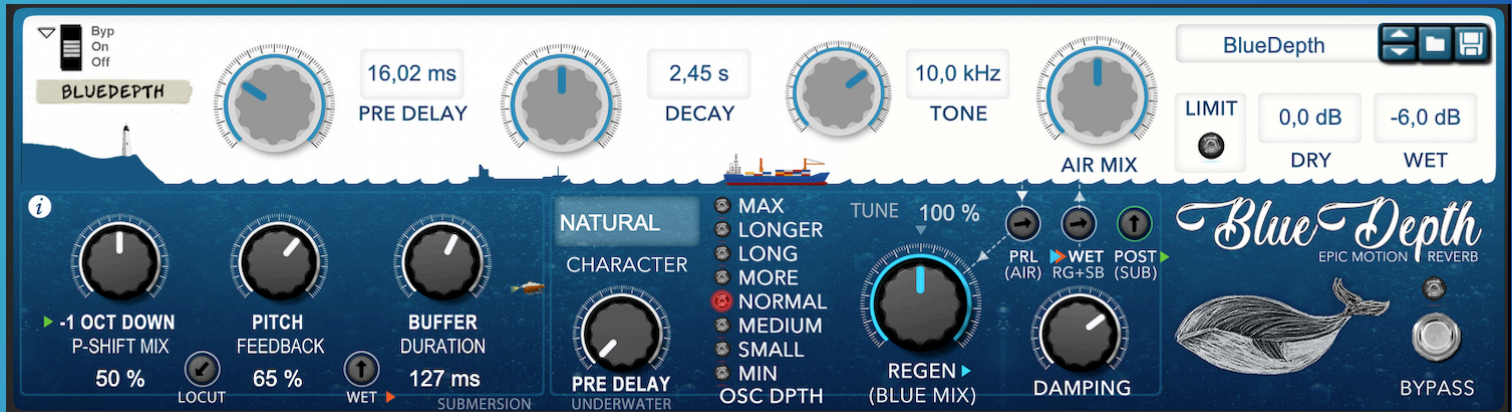 Byp
On
Off
BLUEDEPTH
16,02 ms
PRE DELAY
2,45 s
DECAY
10,0 kHz
TONE
AIR MIX
BlueDepth
LIMIT
0,0 dB
DRY
-6,0 dB
WET
i
-1 OCT DOWN
P-SHIFT MIX
50 %
LOCUT
PITCH
FEEDBACK
65 %
WET
BUFFER
DURATION
127 ms
SUBMERSION
NATURAL
CHARACTER
PRE DELAY
UNDERWATER
MAX
LONGER
LONG
MORE
NORMAL
MEDIUM
SMALL
MIN
OSC DPTH
TUNE 100 %
REGEN
(BLUE MIX)
PRL
(AIR)
WET
RG+SB
POST
(SUB)
DAMPING
Blue Depth
EPIC MOTION REVERB
BYPASS